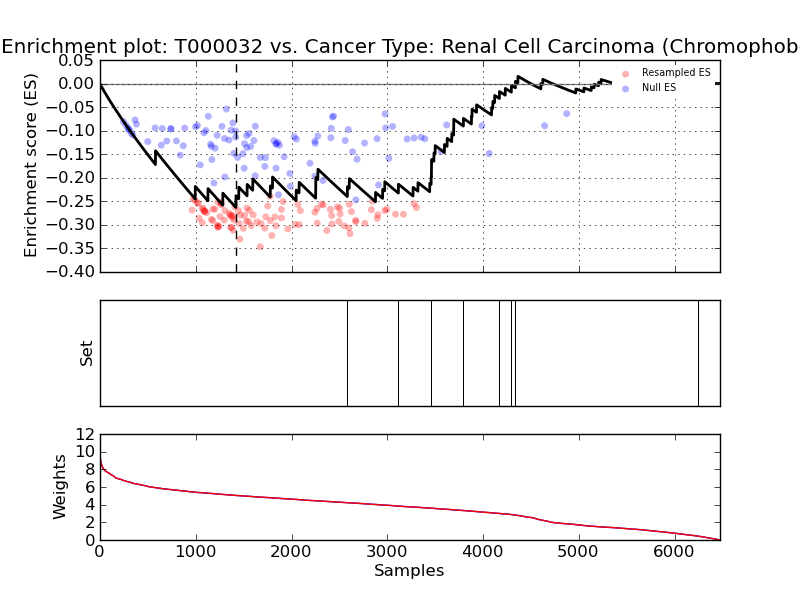 Enrichment plot: T000032 vs. Cancer Type: Renal Cell Carcinoma (Chromophob
0.05
0.00
−0.05
−0.10
−0.15
−0.20
−0.25
−0.30
−0.35
−0.40
Enrichment score (ES)
Resampled ES
Null ES
Set
12
10
8
6
4
2
0
Weights
0 1000 2000 3000 4000 5000 6000
Samples